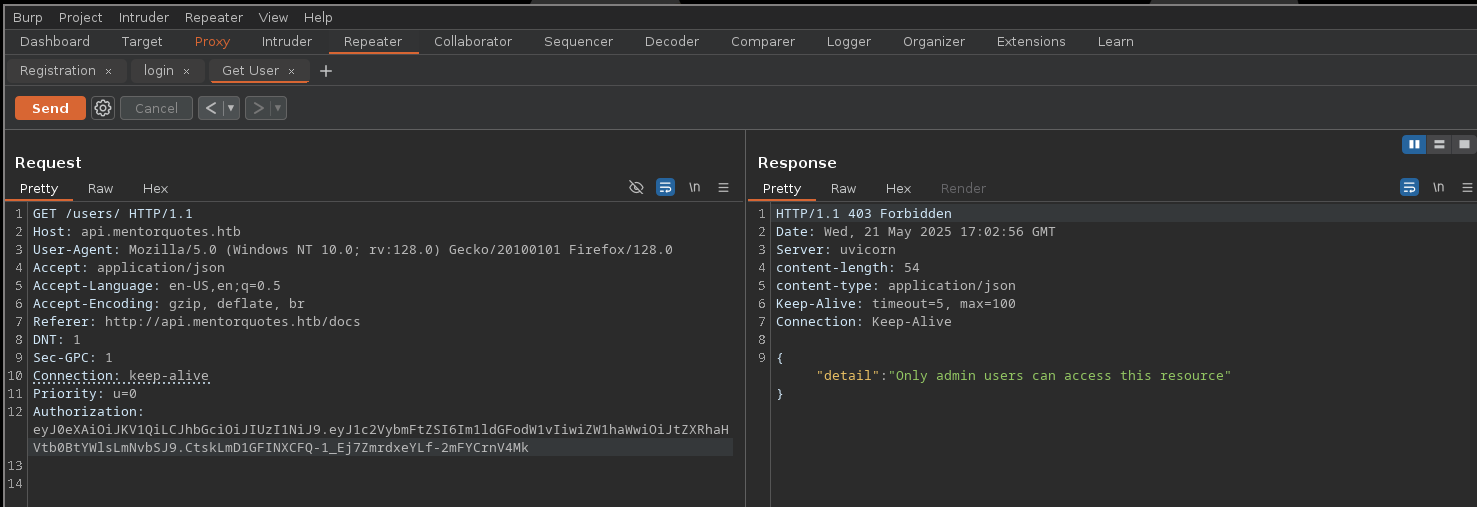 Burp Project Intruder Repeater View Help
Dashboard Target Proxy Intruder Repeater Collaborator Sequencer Decoder Comparer Logger Organizer Extensions Learn
Registration × login × Get User × +
Send Cancel < >
Request
Pretty Raw Hex \n
1 GET /users/ HTTP/1.1
2 Host: api.mentorquotes.htb
3 User-Agent: Mozilla/5.0 (Windows NT 10.0; rv:128.0) Gecko/20100101 Firefox/128.0
4 Accept: application/json
5 Accept-Language: en-US,en;q=0.5
6 Accept-Encoding: gzip, deflate, br
7 Referer: http://api.mentorquotes.htb/docs
8 DNT: 1
9 Sec-GPC: 1
10 Connection: keep-alive
11 Priority: u=0
12 Authorization:
eyJ0eXAiOiJKV1QiLCJhbGciOiJIUzI1NiJ9.eyJ1c2VybmFtZSI6Im1ldGFodW1vIiwiZW1haWwiOiJtZXRhaH
Vtb0BtYWlsLmNvbSJ9.CtskLmD1GFINXCFQ-1_Ej7ZmrdxeYLf-2mFYCrnV4Mk
13
14
Response
Pretty Raw Hex Render \n
1 HTTP/1.1 403 Forbidden
2 Date: Wed, 21 May 2025 17:02:56 GMT
3 Server: uvicorn
4 content-length: 54
5 content-type: application/json
6 Keep-Alive: timeout=5, max=100
7 Connection: Keep-Alive
8
9 {
"detail":"Only admin users can access this resource"
}